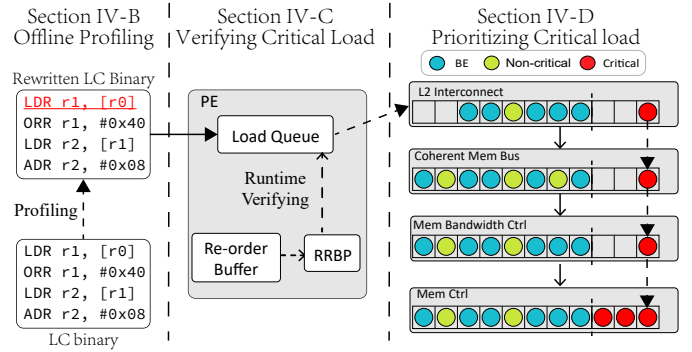 Section IV-B
Offline Profiling
Rewritten LC Binary
LDR r1, [r0]
ORR r1, #0x40
LDR r2, [r1]
ADR r2, #0x08
Profiling
LDR r1, [r0]
ORR r1, #0x40
LDR r2, [r1]
ADR r2, #0x08
LC binary
Section IV-C
Verifying Critical Load
PE
Load Queue
Runtime
Verifying
Re-order
Buffer
RRBP
Section IV-D
Prioritizing Critical load
BE
Non-critical
Critical
L2 Interconnect
Coherent Mem Bus
Mem Bandwidth Ctrl
Mem Ctrl